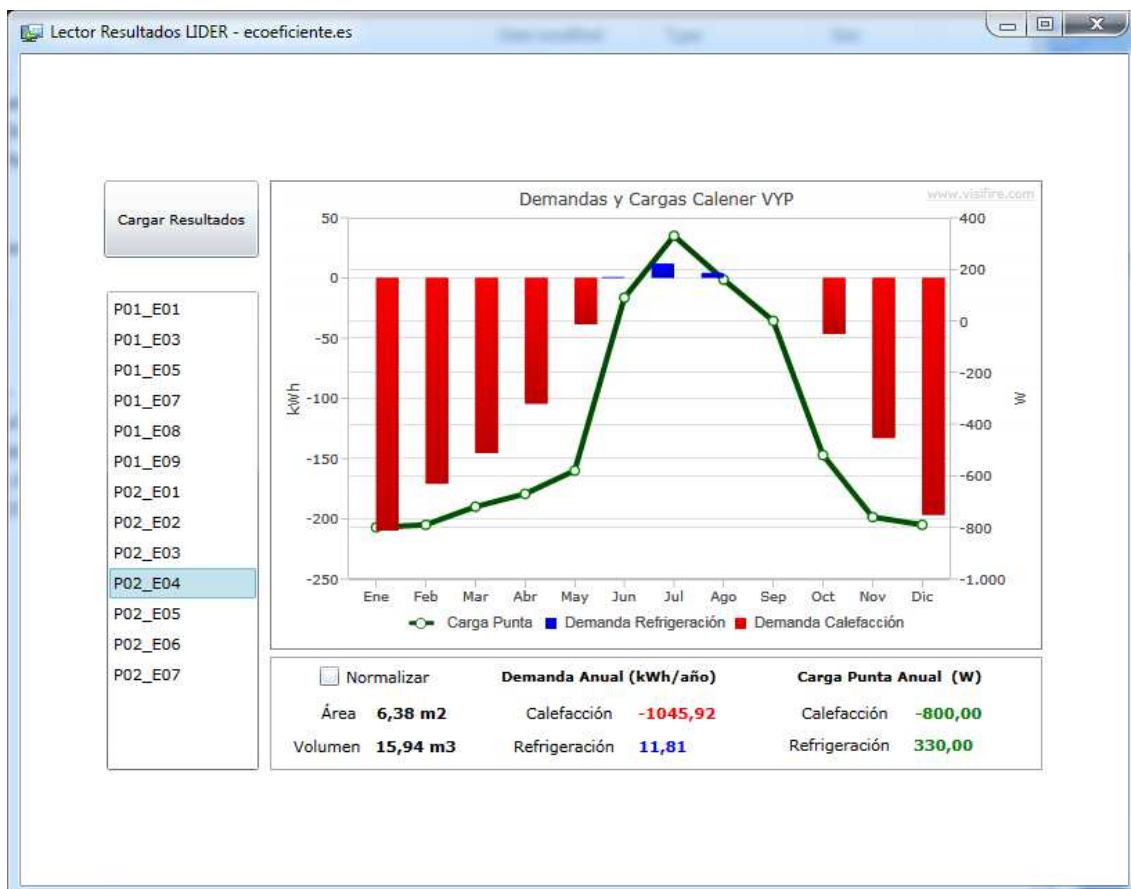 Lector Resultados LIDER - ecoeficiente.es
Cargar Resultados
P01_E01
P01_E03
P01_E05
P01_E07
P01_E08
P01_E09
P02_E01
P02_E02
P02_E03
P02_E04
P02_E05
P02_E06
P02_E07
Demandas y Cargas Calener VYP
www.visifire.com
kWh
50
0
-50
-100
-150
-200
-250
400
200
0
-200
-400
-600
-800
-1.000
W
Ene Feb Mar Abr May Jun Jul Ago Sep Oct Nov Dic
Carga Punta Demanda Refrigeración Demanda Calefacción
Normalizar Demanda Anual (kWh/año) Carga Punta Anual (W)
Área 6,38 m2 Calefacción -1045,92 Calefacción -800,00
Volumen 15,94 m3 Refrigeración 11,81 Refrigeración 330,00